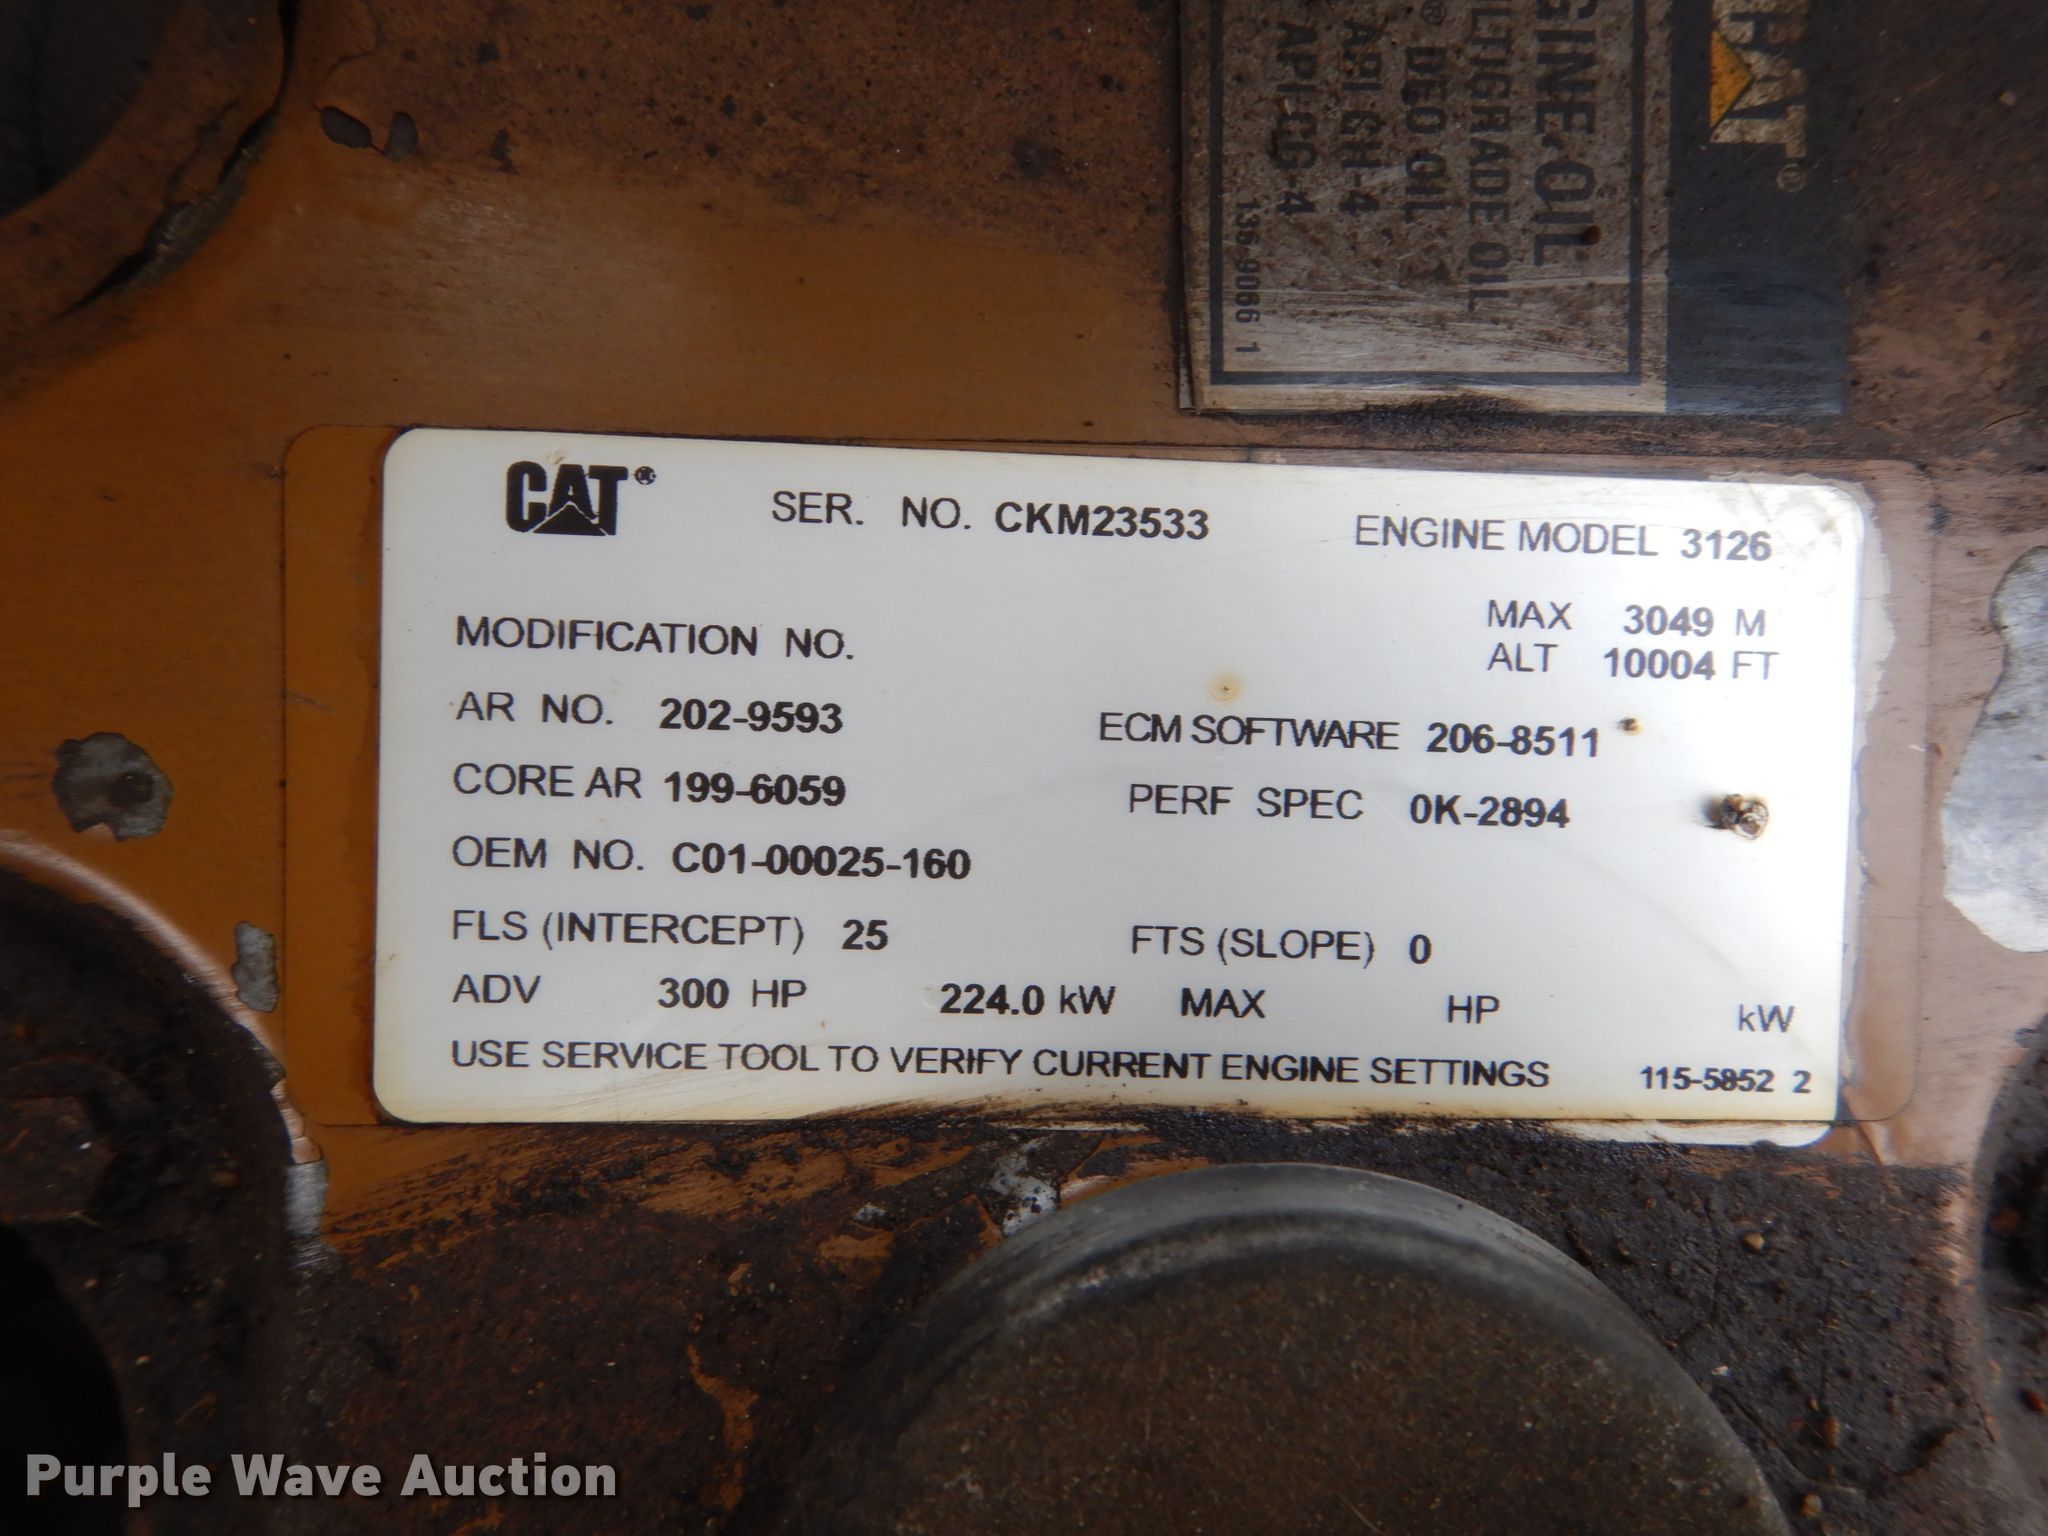 CAT®
SER. NO. CKM23533
ENGINE MODEL 3126
MODIFICATION NO.
MAX 3049 M
ALT 10004 FT
AR NO. 202-9593
ECM SOFTWARE 206-8511
CORE AR 199-6059
PERF SPEC 0K-2894
OEM NO. C01-00025-160
FLS (INTERCEPT) 25
FTS (SLOPE) 0
ADV 300 HP 224.0 kW MAX HP kW
USE SERVICE TOOL TO VERIFY CURRENT ENGINE SETTINGS 115-5852 2
OIL
OIL
® DEO OIL
API CH-4
API CG-4
136-9066 1
Purple Wave Auction